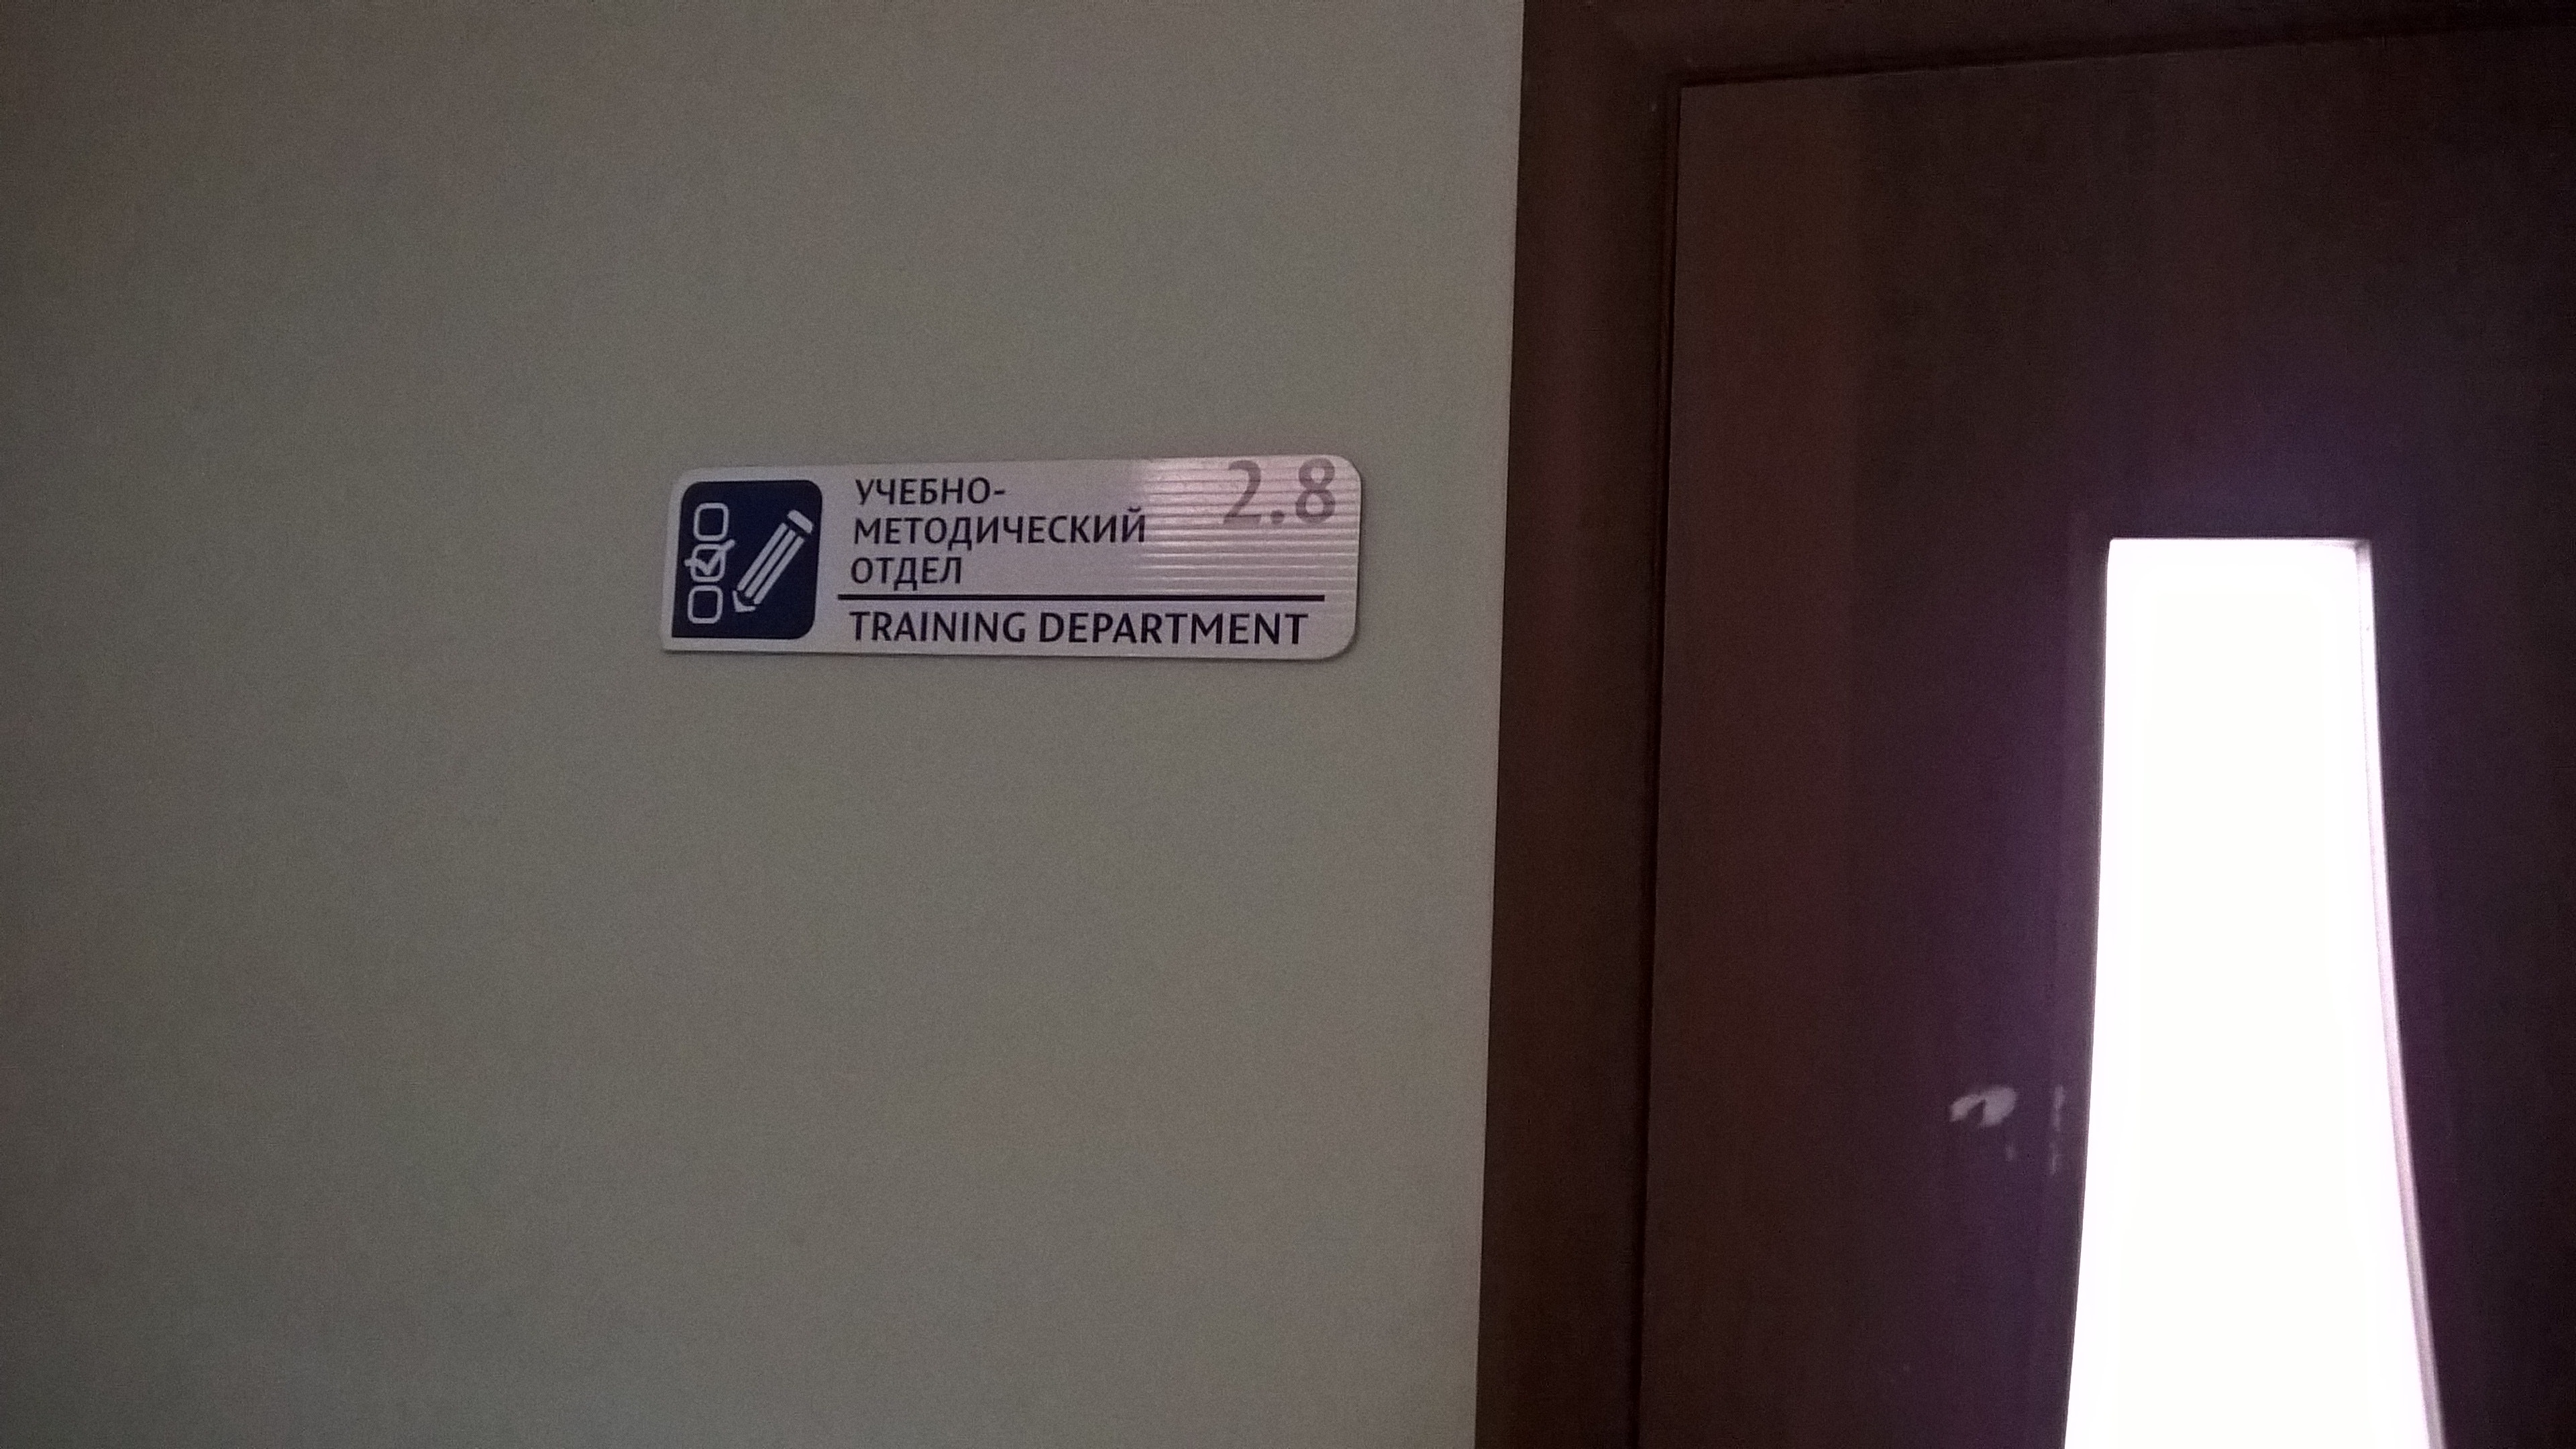 УЧЕБНО-
МЕТОДИЧЕСКИЙ
ОТДЕЛ
2.8
TRAINING DEPARTMENT